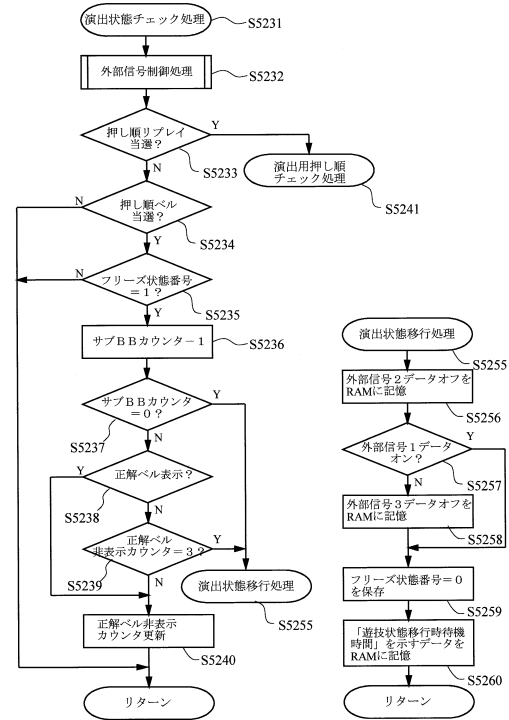 演出状態チェック処理
S5231
外部信号制御処理
S5232
押し順リプレイ
当選？
Y
S5233
N
演出用押し順
チェック処理
S5241
N
押し順ベル
当選？
S5234
Y
N
フリーズ状態番号
＝１？
S5235
Y
サブＢＢカウンタ－１
S5236
サブＢＢカウンタ
＝０？
Y
S5237
N
Y
正解ベル表示？
S5238
N
正解ベル
非表示カウンタ＝３？
Y
S5239
N
演出状態移行処理
S5255
正解ベル非表示
カウンタ更新
S5240
リターン
演出状態移行処理
S5255
外部信号２データオフを
RAMに記憶
S5256
外部信号１データ
オン？
Y
S5257
N
外部信号３データオフを
RAMに記憶
S5258
フリーズ状態番号＝０
を保存
S5259
「遊技状態移行時待機
時間」を示すデータを
RAMに記憶
S5260
リターン